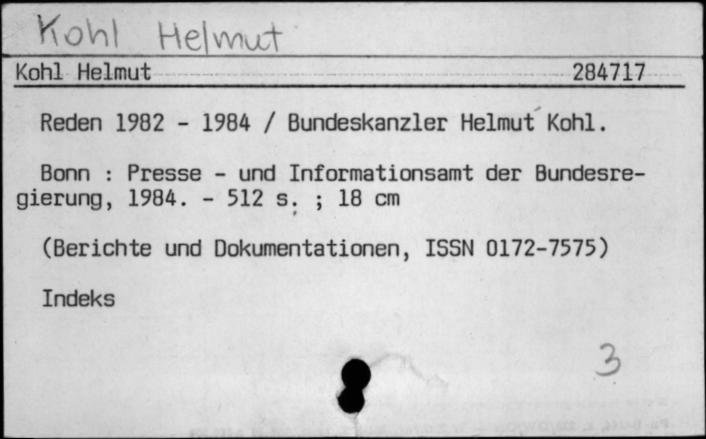 Kohl Helmut
Kohl Helmut 284717
Reden 1982 - 1984 / Bundeskanzler Helmut Kohl.
Bonn : Presse - und Informationsamt der Bundesre-
gierung, 1984. - 512 s. ; 18 cm
(Berichte und Dokumentationen, ISSN 0172-7575)
Indeks
3